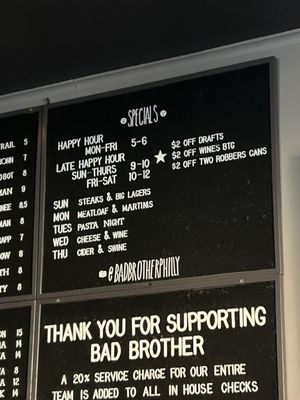 SPECIALS
HAPPY HOUR
MON-FRI 5-6
LATE HAPPY HOUR
SUN-THURS 9-10
FRI-SAT 10-12
★ $2 OFF DRAFTS
$2 OFF WINES BTG
$2 OFF TWO ROBBERS CANS
SUN STEAKS & BIG LAGERS
MON MEATLOAF & MARTINIS
TUES PASTA NIGHT
WED CHEESE & WINE
THU CIDER & SWINE
@BADBROTHERPHILLY
THANK YOU FOR SUPPORTING
BAD BROTHER
A 20% SERVICE CHARGE FOR OUR ENTIRE
TEAM IS ADDED TO ALL IN HOUSE CHECKS